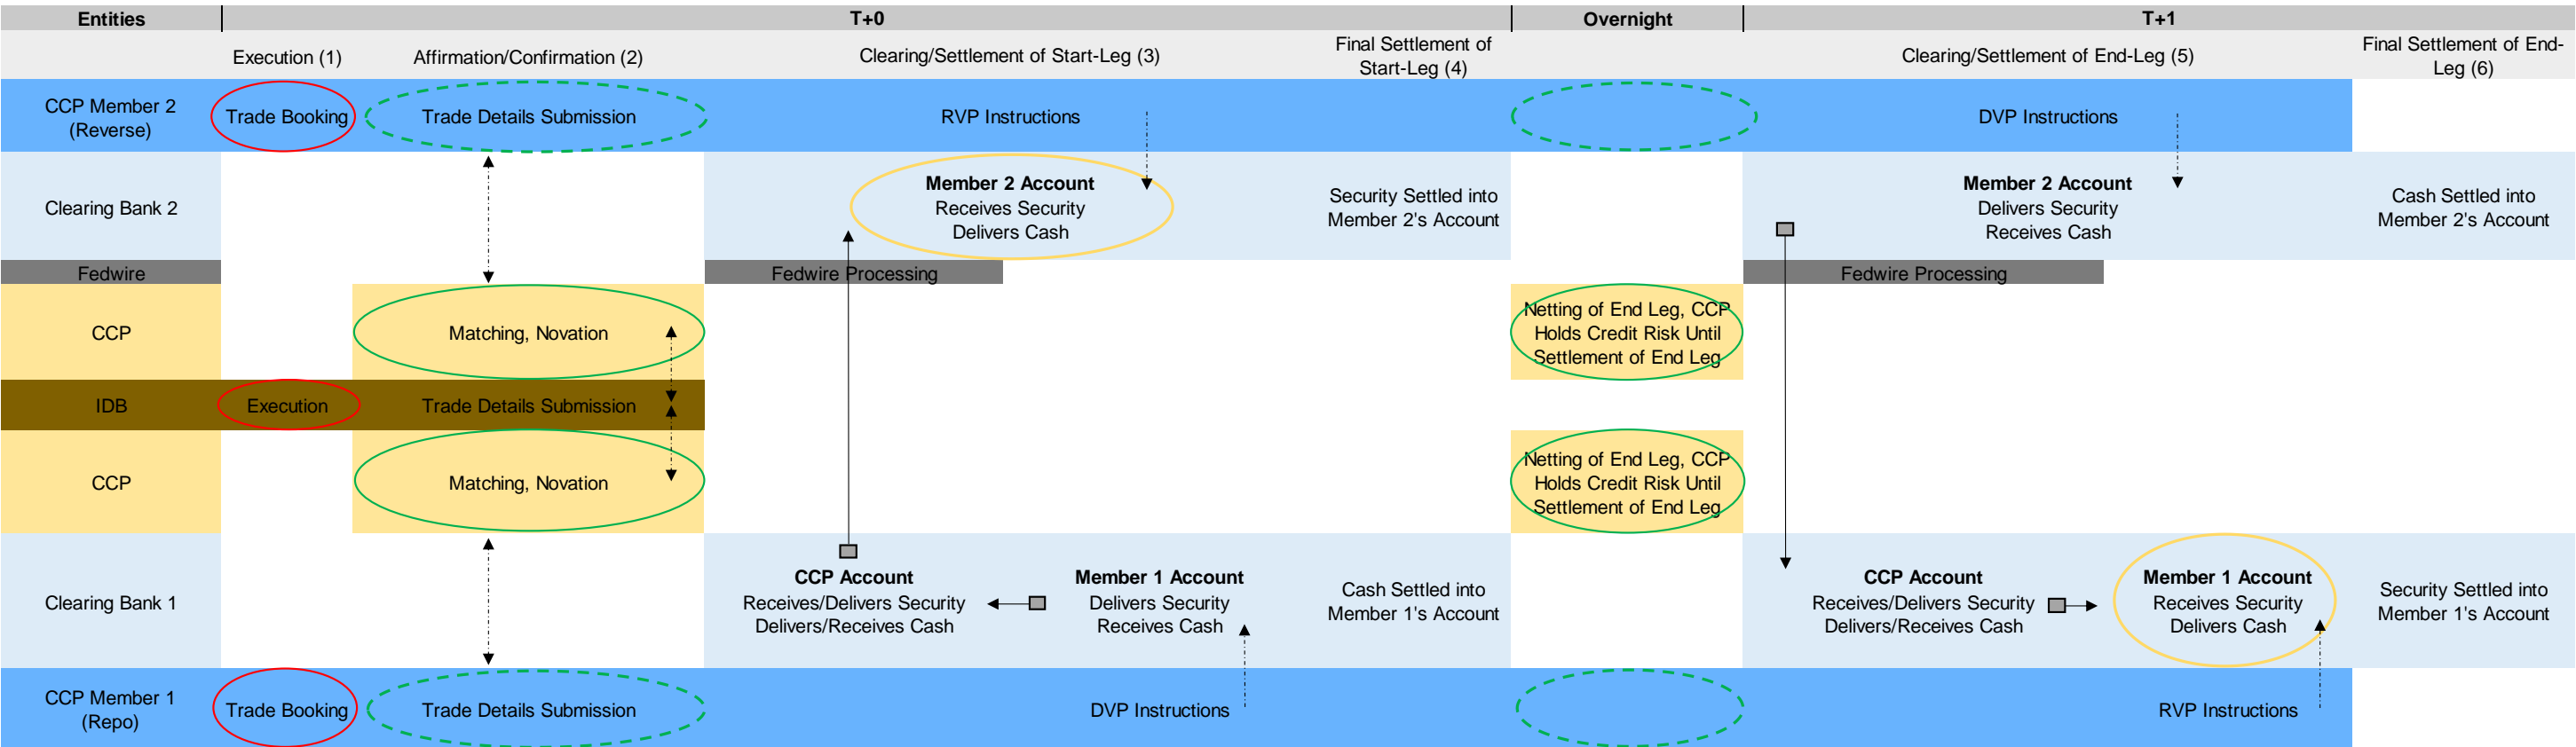 Entities
T+0
Overnight
T+1
Execution (1)
Affirmation/Confirmation (2)
Clearing/Settlement of Start-Leg (3)
Final Settlement of
Start-Leg (4)
Clearing/Settlement of End-Leg (5)
Final Settlement of End-
Leg (6)
CCP Member 2
(Reverse)
Trade Booking
Trade Details Submission
RVP Instructions
DVP Instructions
Clearing Bank 2
Member 2 Account
Receives Security
Delivers Cash
Security Settled into
Member 2's Account
Member 2 Account
Delivers Security
Receives Cash
Cash Settled into
Member 2's Account
Fedwire
Fedwire Processing
Fedwire Processing
CCP
Matching, Novation
Netting of End Leg, CCP
Holds Credit Risk Until
Settlement of End Leg
IDB
Execution
Trade Details Submission
CCP
Matching, Novation
Netting of End Leg, CCP
Holds Credit Risk Until
Settlement of End Leg
Clearing Bank 1
CCP Account
Receives/Delivers Security
Delivers/Receives Cash
Member 1 Account
Delivers Security
Receives Cash
Cash Settled into
Member 1's Account
CCP Account
Receives/Delivers Security
Delivers/Receives Cash
Member 1 Account
Receives Security
Delivers Cash
Security Settled into
Member 1's Account
CCP Member 1
(Repo)
Trade Booking
Trade Details Submission
DVP Instructions
RVP Instructions